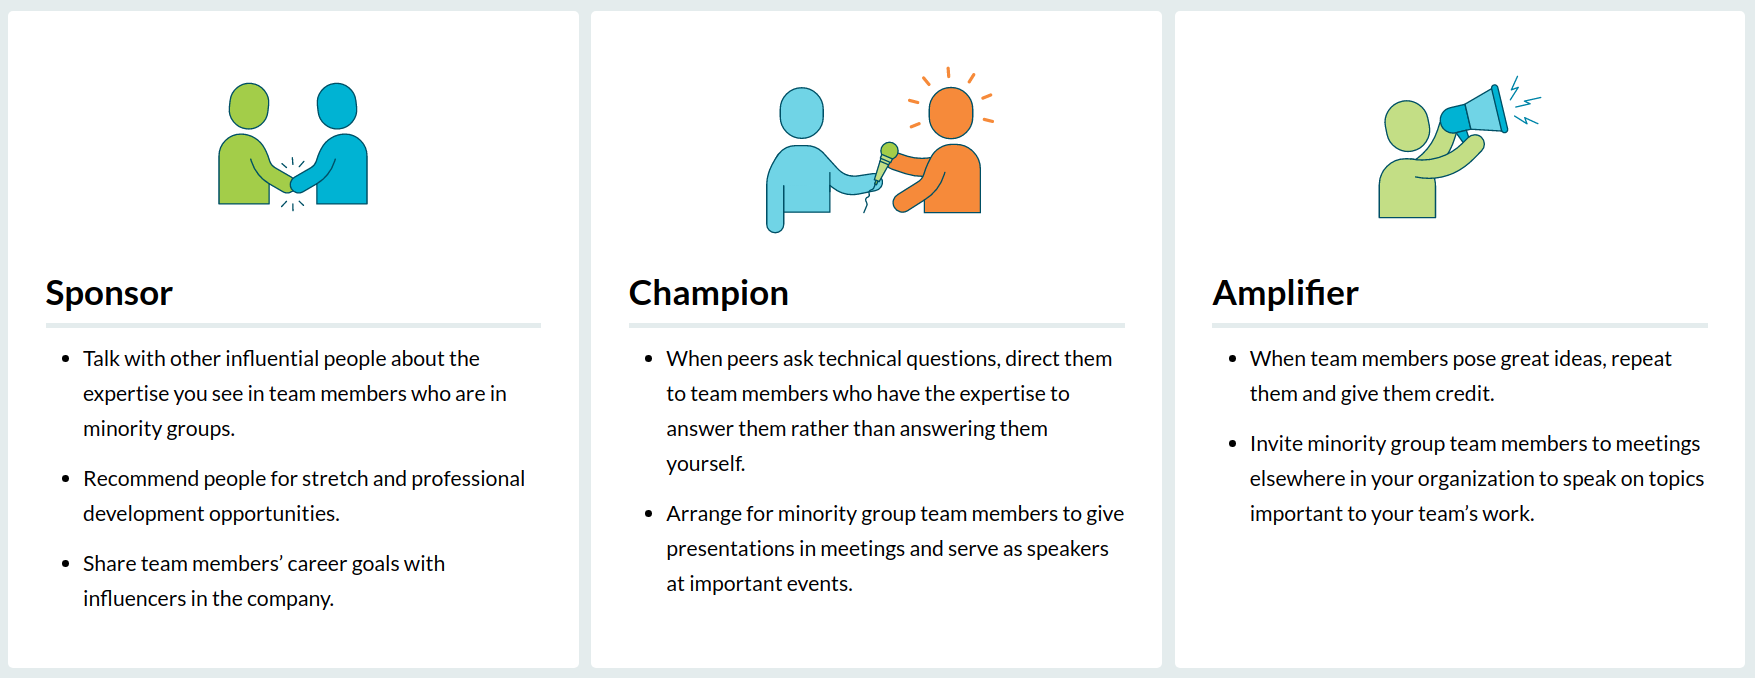 Sponsor
• Talk with other influential people about the
expertise you see in team members who are in
minority groups.
• Recommend people for stretch and professional
development opportunities.
• Share team members’ career goals with
influencers in the company.
Champion
• When peers ask technical questions, direct them
to team members who have the expertise to
answer them rather than answering them
yourself.
• Arrange for minority group team members to give
presentations in meetings and serve as speakers
at important events.
Amplifier
• When team members pose great ideas, repeat
them and give them credit.
• Invite minority group team members to meetings
elsewhere in your organization to speak on topics
important to your team’s work.